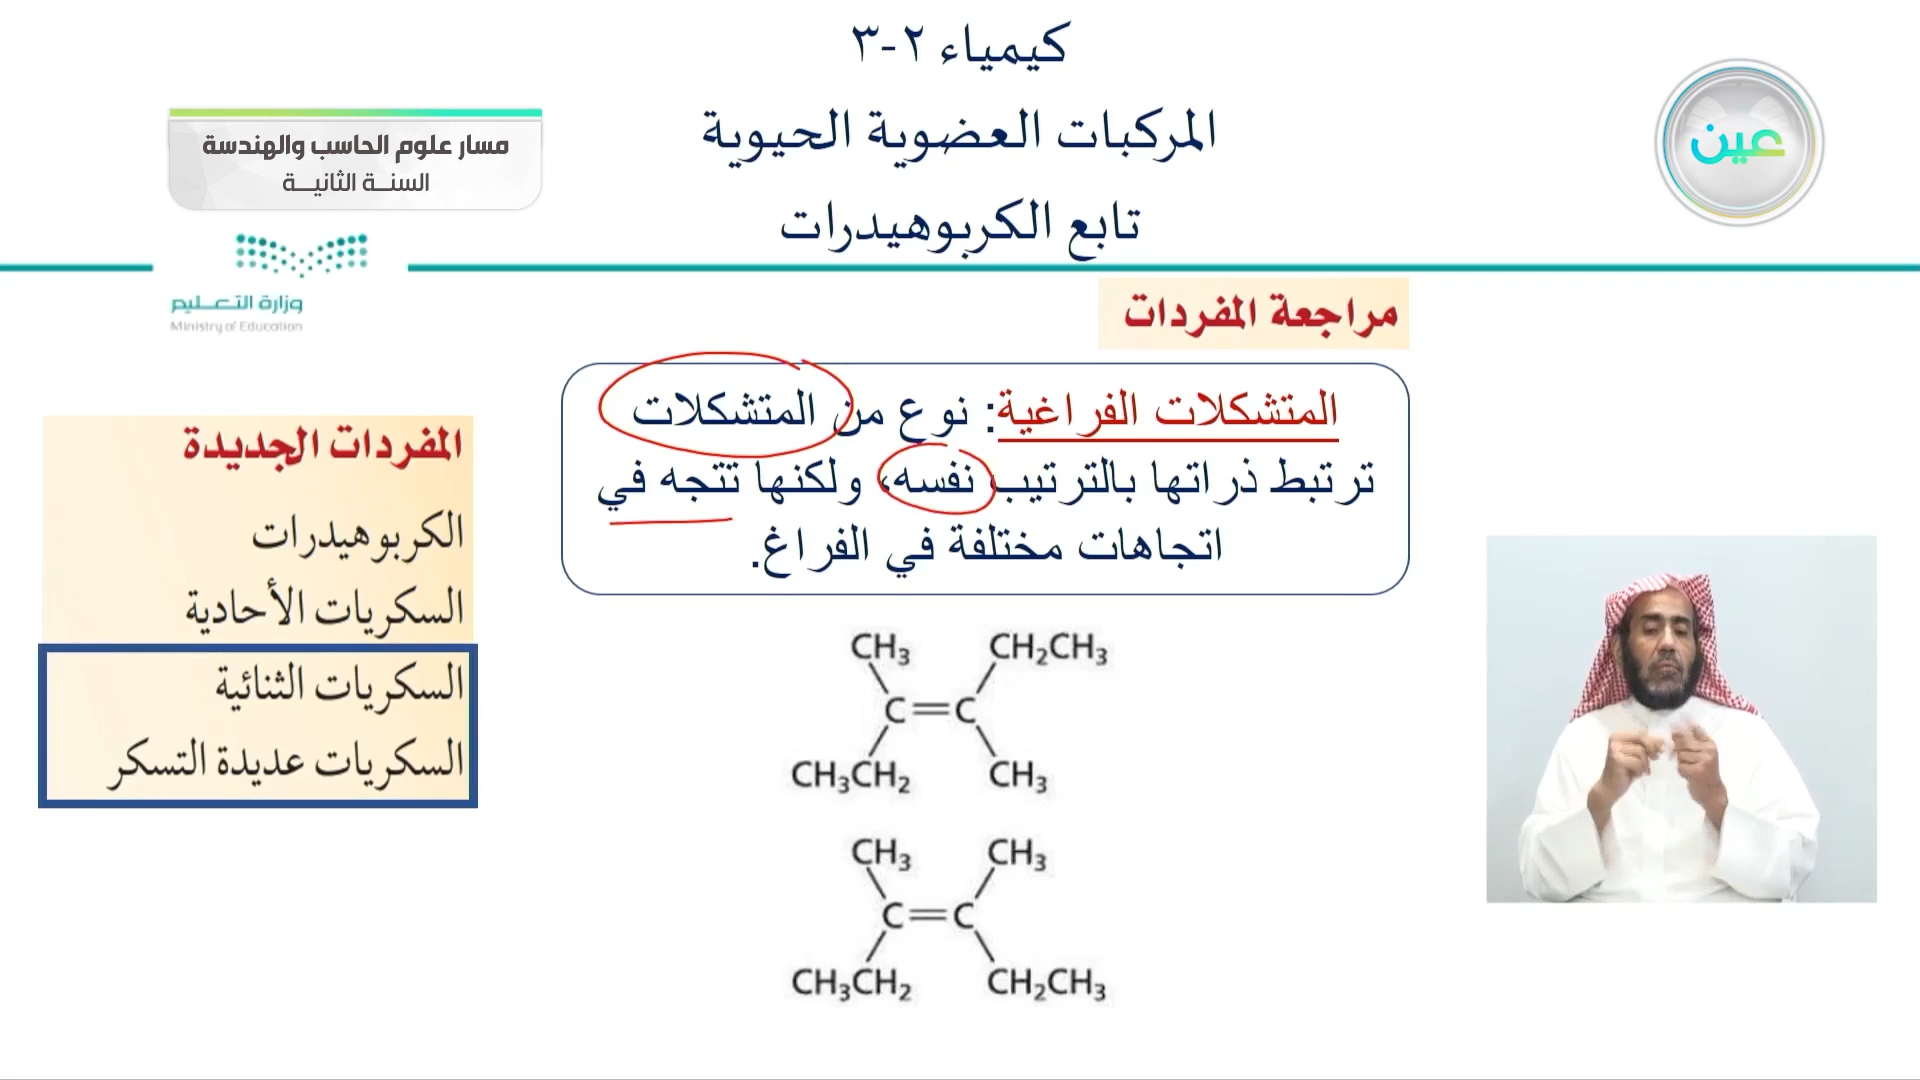 كيمياء ٢-٣
المركبات العضوية الحيوية
تابع الكربوهيدرات
عين
مسار علوم الحاسب والهندسة
السنة الثانية
وزارة التعليم
Ministry of Education
مراجعة المفردات
المتشكلات الفراغية: نوع من المتشكلات
ترتبط ذراتها بالترتيب نفسه، ولكنها تتجه في
اتجاهات مختلفة في الفراغ.
المفردات الجديدة
الكربوهيدرات
السكريات الأحادية
السكريات الثنائية
السكريات عديدة التسكر
CH₃ CH₂CH₃
C=C
CH₃CH₂ CH₃
CH₃ CH₃
C=C
CH₃CH₂ CH₂CH₃